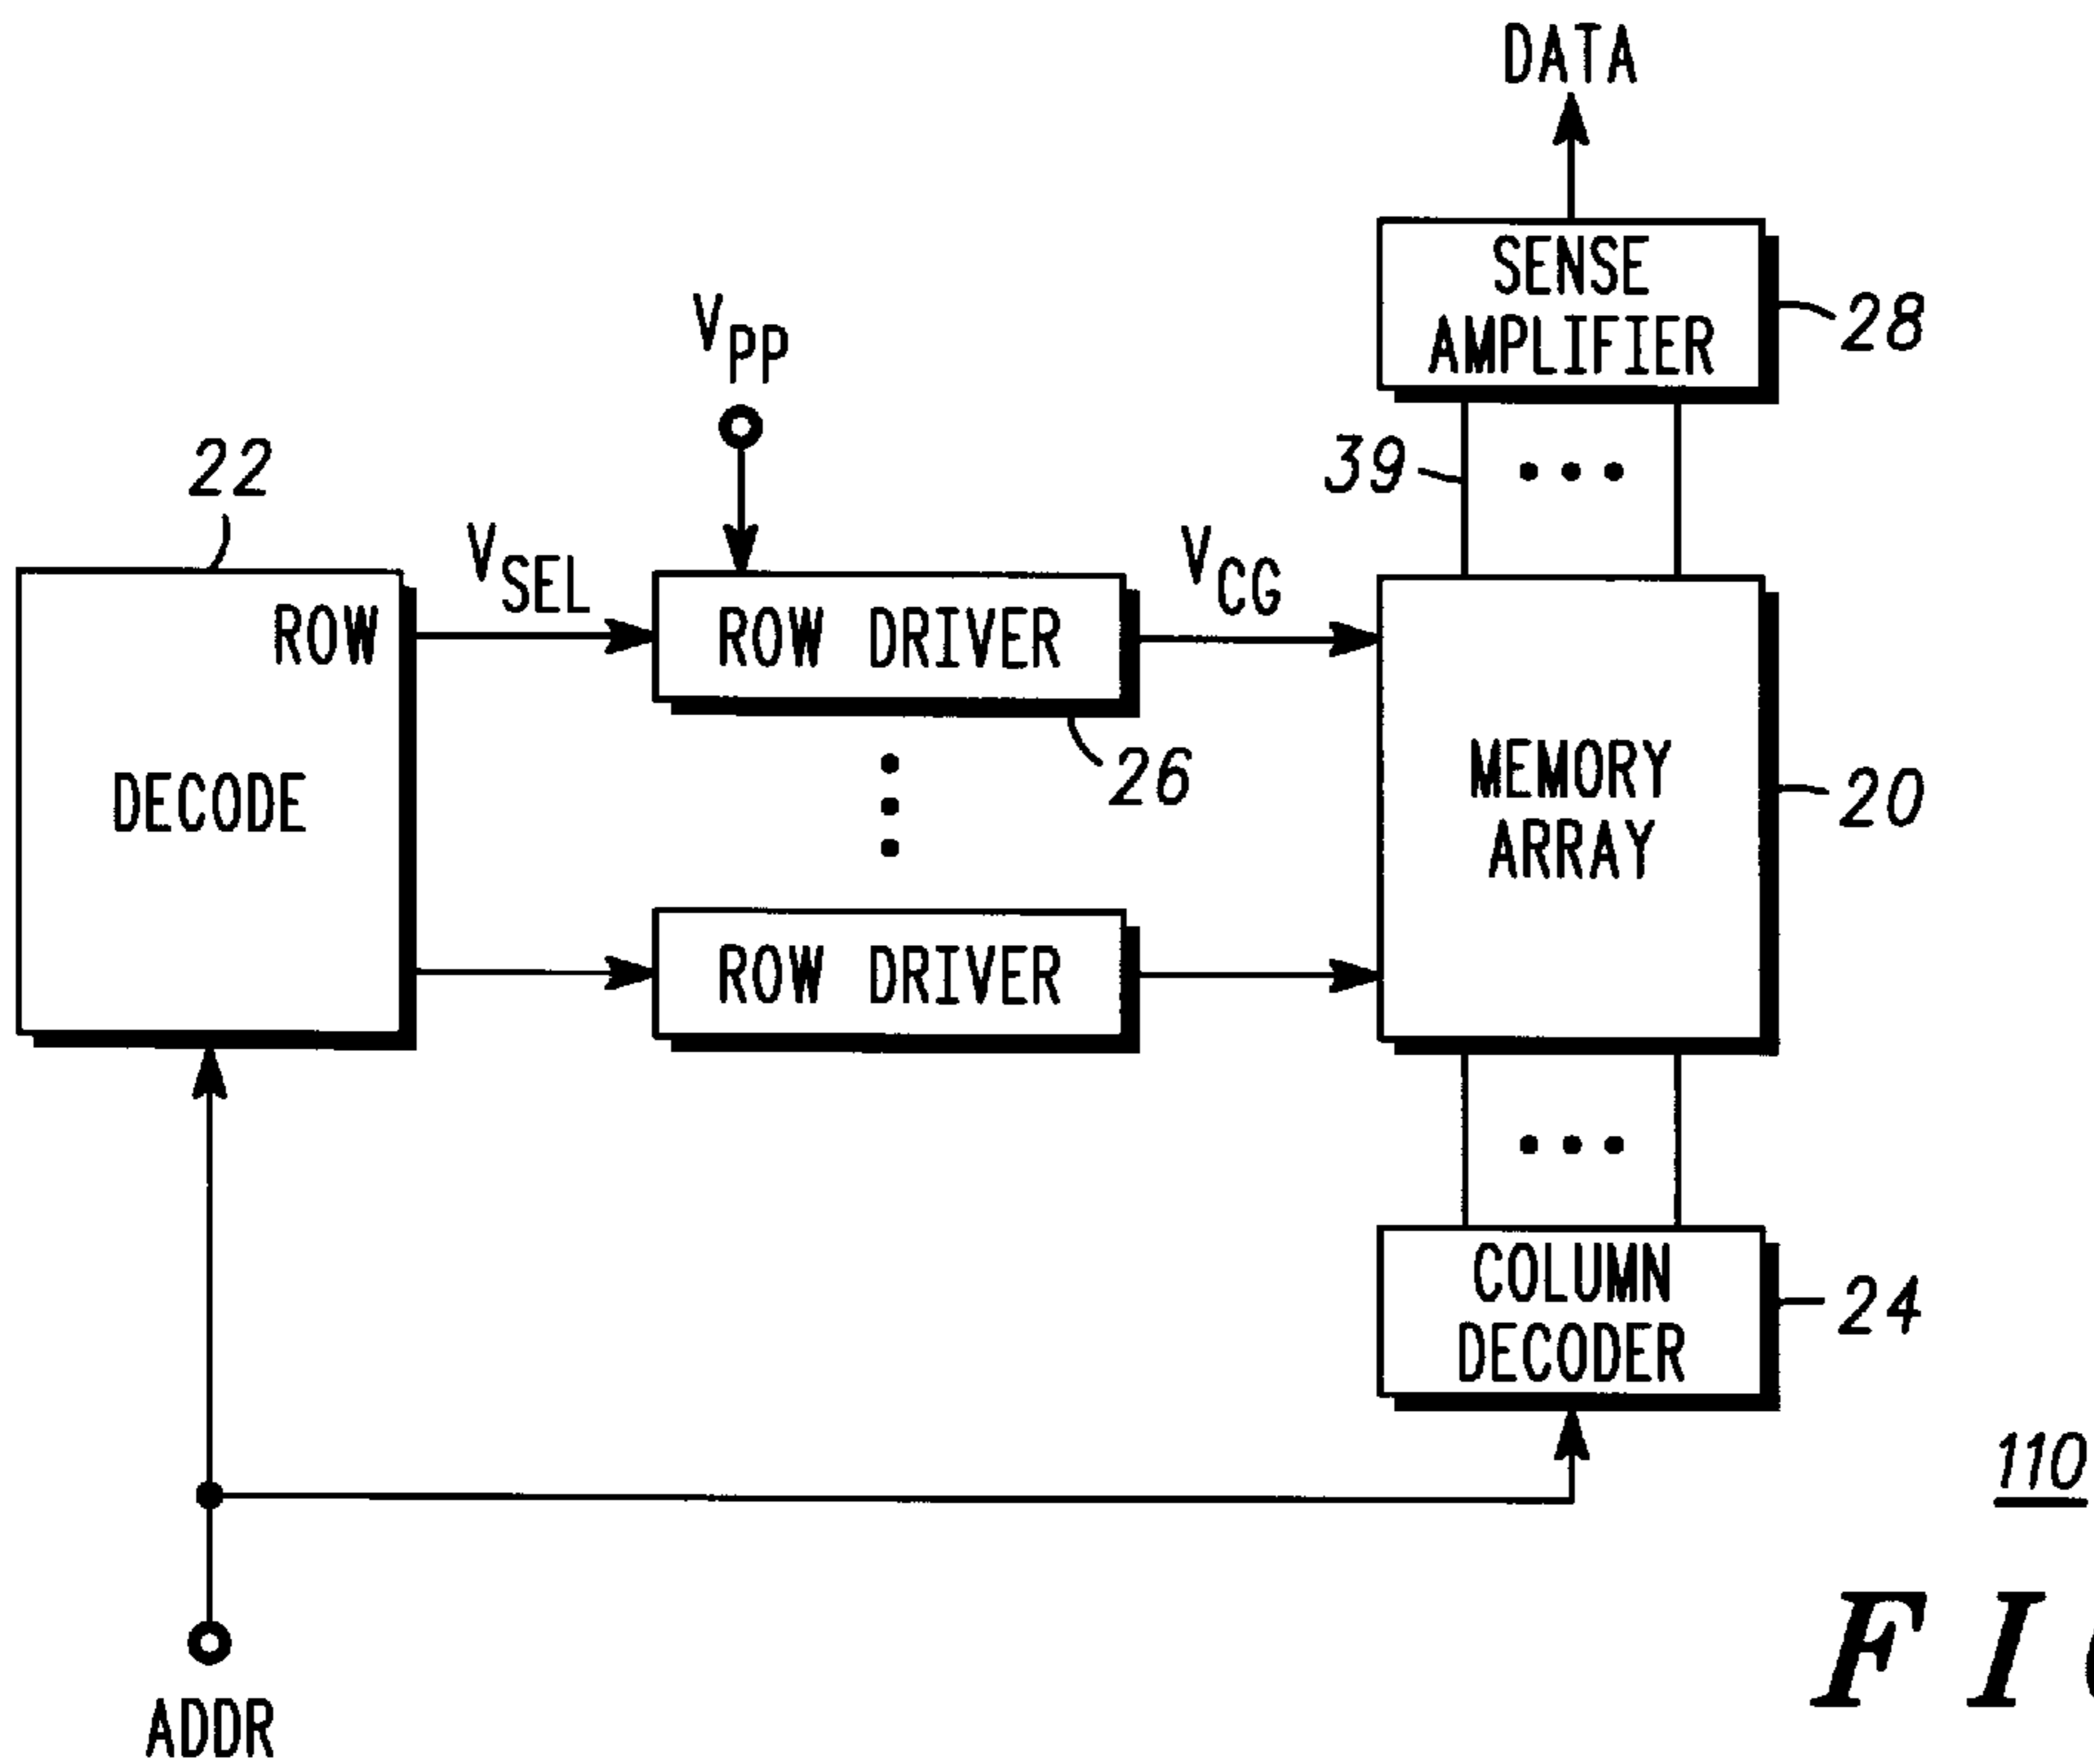 DATA
SENSE
AMPLIFIER
28
VPP
39
22
VSEL
VCG
ROW
ROW DRIVER
26
DECODE
MEMORY
ARRAY
20
ROW DRIVER
COLUMN
DECODER
24
110
ADDR